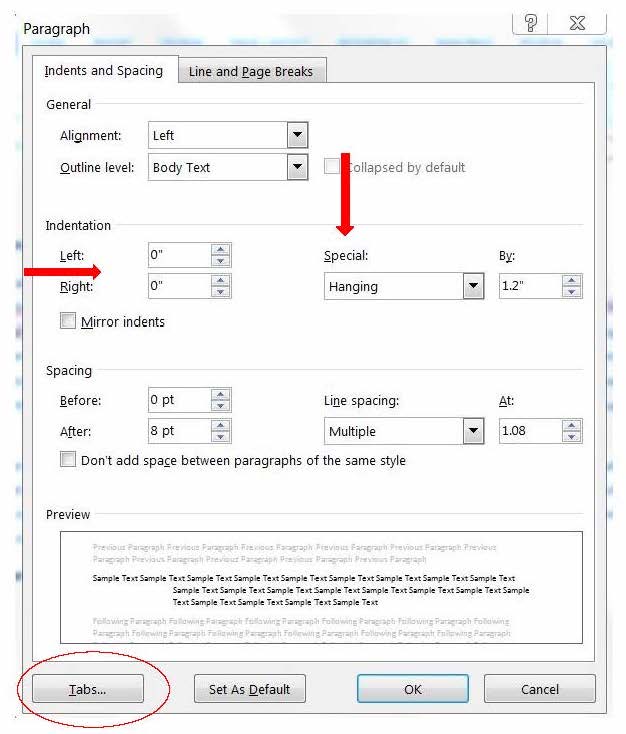 Paragraph
Indents and Spacing Line and Page Breaks
General
Alignment: Left
Outline level: Body Text Collapsed by default
Indentation
Left: 0" Special: By:
Right: 0" Hanging 1.2"
Mirror indents
Spacing
Before: 0 pt Line spacing: At:
After: 8 pt Multiple 1.08
Don't add space between paragraphs of the same style
Preview
Previous Paragraph Previous Paragraph Previous Paragraph Previous Paragraph Previous Paragraph Previous
Paragraph Previous Paragraph Previous Paragraph Previous Paragraph Previous Paragraph
Sample Text Sample Text Sample Text Sample Text Sample Text Sample Text Sample Text Sample Text Sample Text
Sample Text Sample Text Sample Text Sample Text Sample Text Sample Text Sample Text Sample
Text Sample Text Sample Text Sample Text Sample Text
Following Paragraph Following Paragraph Following Paragraph Following Paragraph Following Paragraph
Following Paragraph Following Paragraph Following Paragraph Following Paragraph Following Paragraph
Tabs... Set As Default OK Cancel